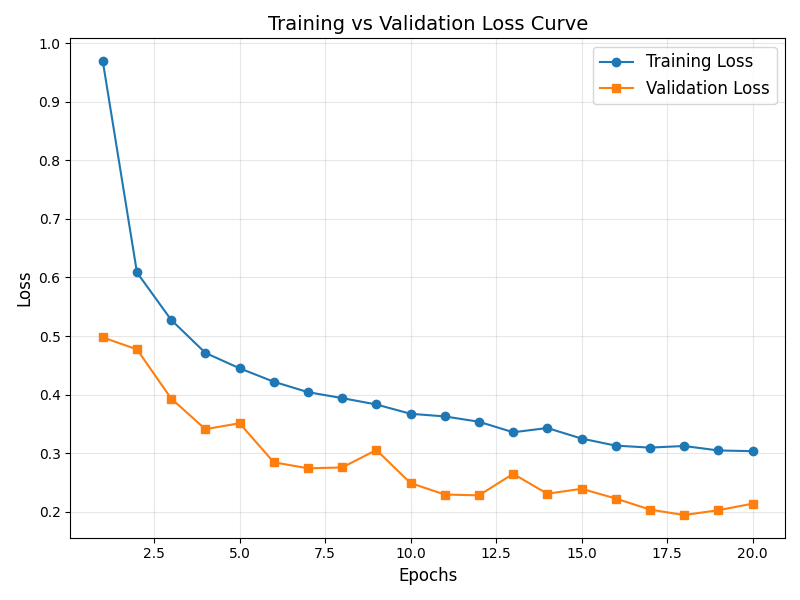 Training vs Validation Loss Curve
Training Loss
Validation Loss
1.0
0.9
0.8
0.7
0.6
0.5
0.4
0.3
0.2
Loss
2.5 5.0 7.5 10.0 12.5 15.0 17.5 20.0
Epochs